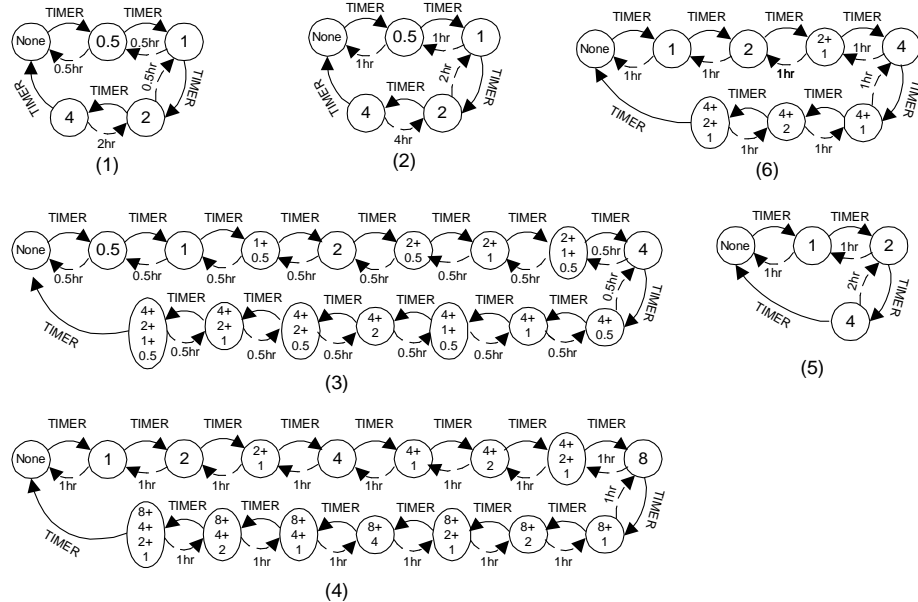 TIMER TIMER
None 0.5 1
0.5hr 0.5hr
0.5hr
TIMER
TIMER
TIMER
4 2
2hr
(1)
TIMER TIMER
None 0.5 1
1hr 1hr
2hr
TIMER
TIMER
TIMER
4 2
4hr
(2)
TIMER TIMER TIMER TIMER
None 1 2 2+ 1 4
1hr 1hr 1hr 1hr
1hr
TIMER
TIMER
TIMER TIMER
4+ 2+ 1 4+ 2 4+ 1
1hr 1hr
(6)
TIMER TIMER TIMER TIMER TIMER TIMER TIMER TIMER
None 0.5 1 1+ 0.5 2 2+ 0.5 2+ 1 2+ 1+ 0.5 4
0.5hr 0.5hr 0.5hr 0.5hr 0.5hr 0.5hr 0.5hr 0.5hr
0.5hr
TIMER
TIMER
TIMER TIMER TIMER TIMER TIMER TIMER
4+ 2+ 1+ 0.5 4+ 2+ 1 4+ 2+ 0.5 4+ 2 4+ 1+ 0.5 4+ 1 4+ 0.5
0.5hr 0.5hr 0.5hr 0.5hr 0.5hr 0.5hr
(3)
TIMER TIMER
None 1 2
1hr 1hr
2hr
TIMER
TIMER
4
(5)
TIMER TIMER TIMER TIMER TIMER TIMER TIMER TIMER
None 1 2 2+ 1 4 4+ 1 4+ 2 4+ 2+ 1 8
1hr 1hr 1hr 1hr 1hr 1hr 1hr 1hr
1hr
TIMER
TIMER
TIMER TIMER TIMER TIMER TIMER TIMER
8+ 4+ 2+ 1 8+ 4+ 2 8+ 4+ 1 8+ 4 8+ 2+ 1 8+ 2 8+ 1
1hr 1hr 1hr 1hr 1hr 1hr
(4)